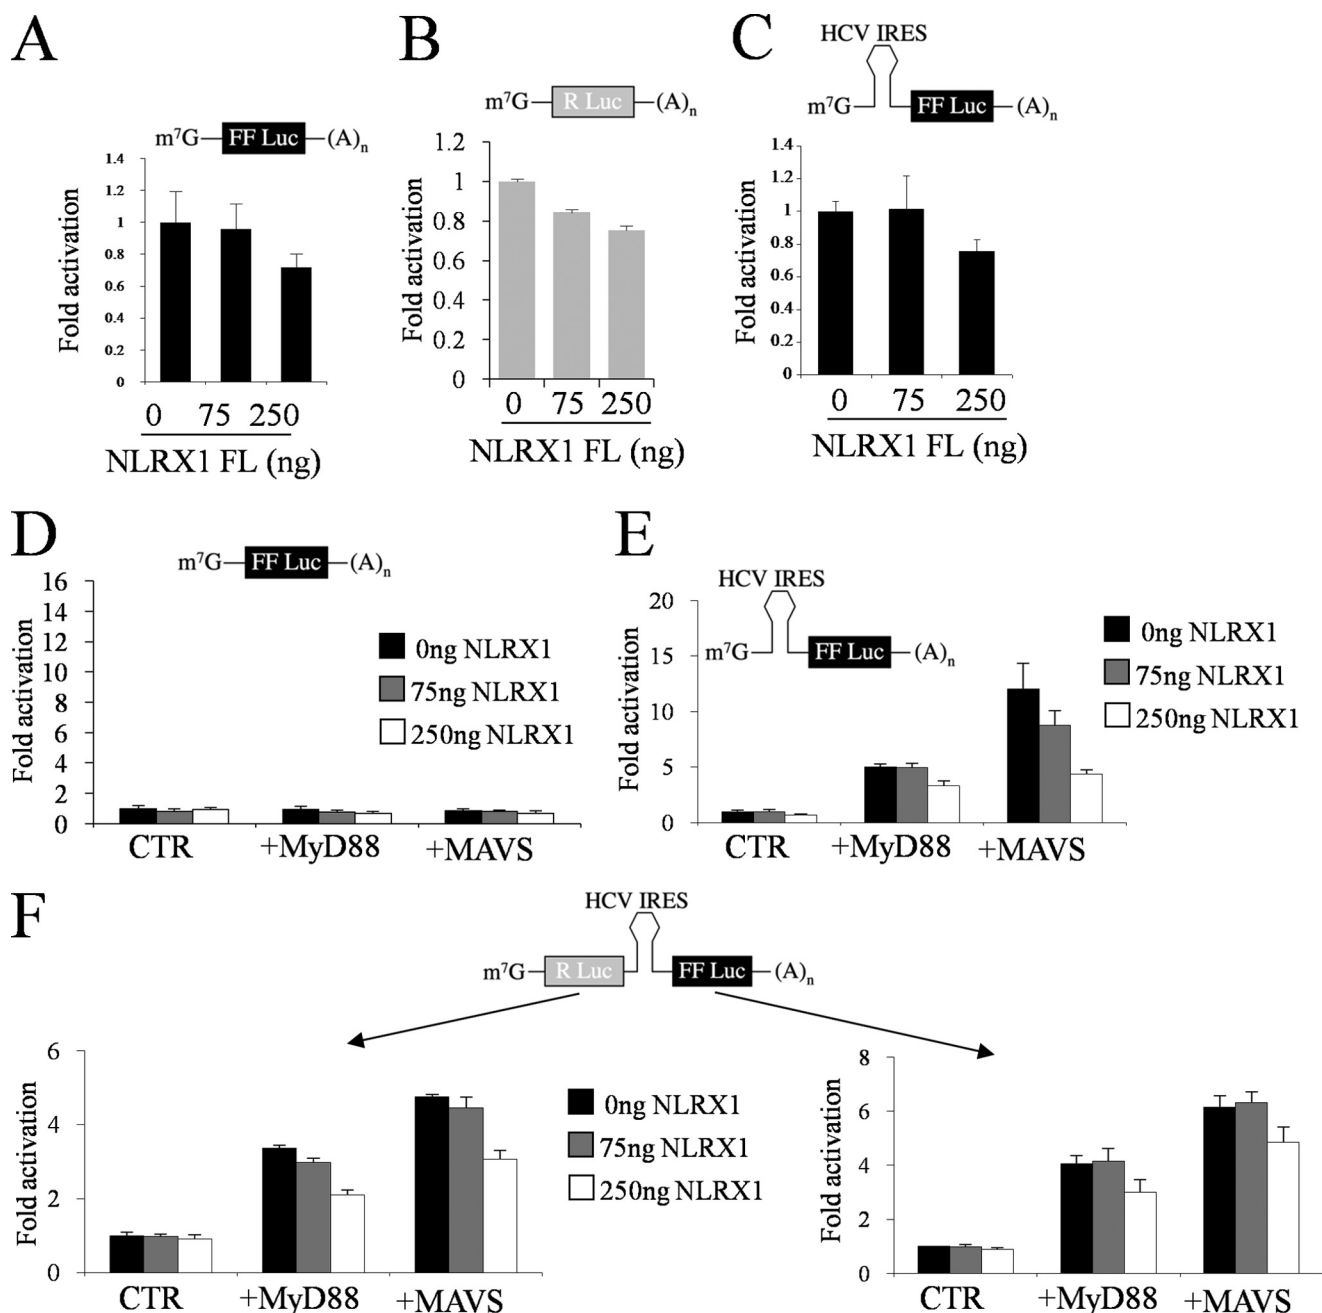 A
m⁷G FF Luc (A)n
Fold activation
1.4
1.2
1
0.8
0.6
0.4
0.2
0
0 75 250
NLRX1 FL (ng)
B
m⁷G R Luc (A)n
Fold activation
1.2
1
0.8
0.6
0.4
0.2
0
0 75 250
NLRX1 FL (ng)
C
HCV IRES
m⁷G FF Luc (A)n
Fold activation
1.4
1.2
1
0.8
0.6
0.4
0.2
0
0 75 250
NLRX1 FL (ng)
D
m⁷G FF Luc (A)n
Fold activation
16
14
12
10
8
6
4
2
0
0ng NLRX1
75ng NLRX1
250ng NLRX1
CTR +MyD88 +MAVS
E
HCV IRES
m⁷G FF Luc (A)n
Fold activation
20
15
10
5
0
0ng NLRX1
75ng NLRX1
250ng NLRX1
CTR +MyD88 +MAVS
F
HCV IRES
m⁷G R Luc FF Luc (A)n
Fold activation
6
4
2
0
CTR +MyD88 +MAVS
0ng NLRX1
75ng NLRX1
250ng NLRX1
Fold activation
8
6
4
2
0
CTR +MyD88 +MAVS